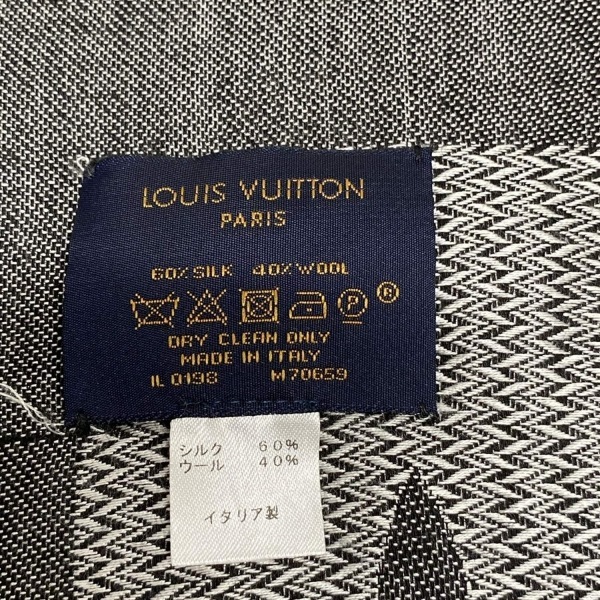 LOUIS VUITTON
PARIS
60% SILK 40% WOOL
P ®
DRY CLEAN ONLY
MADE IN ITALY
IL 0198 M70659
シルク 60%
ウール 40%
イタリア製